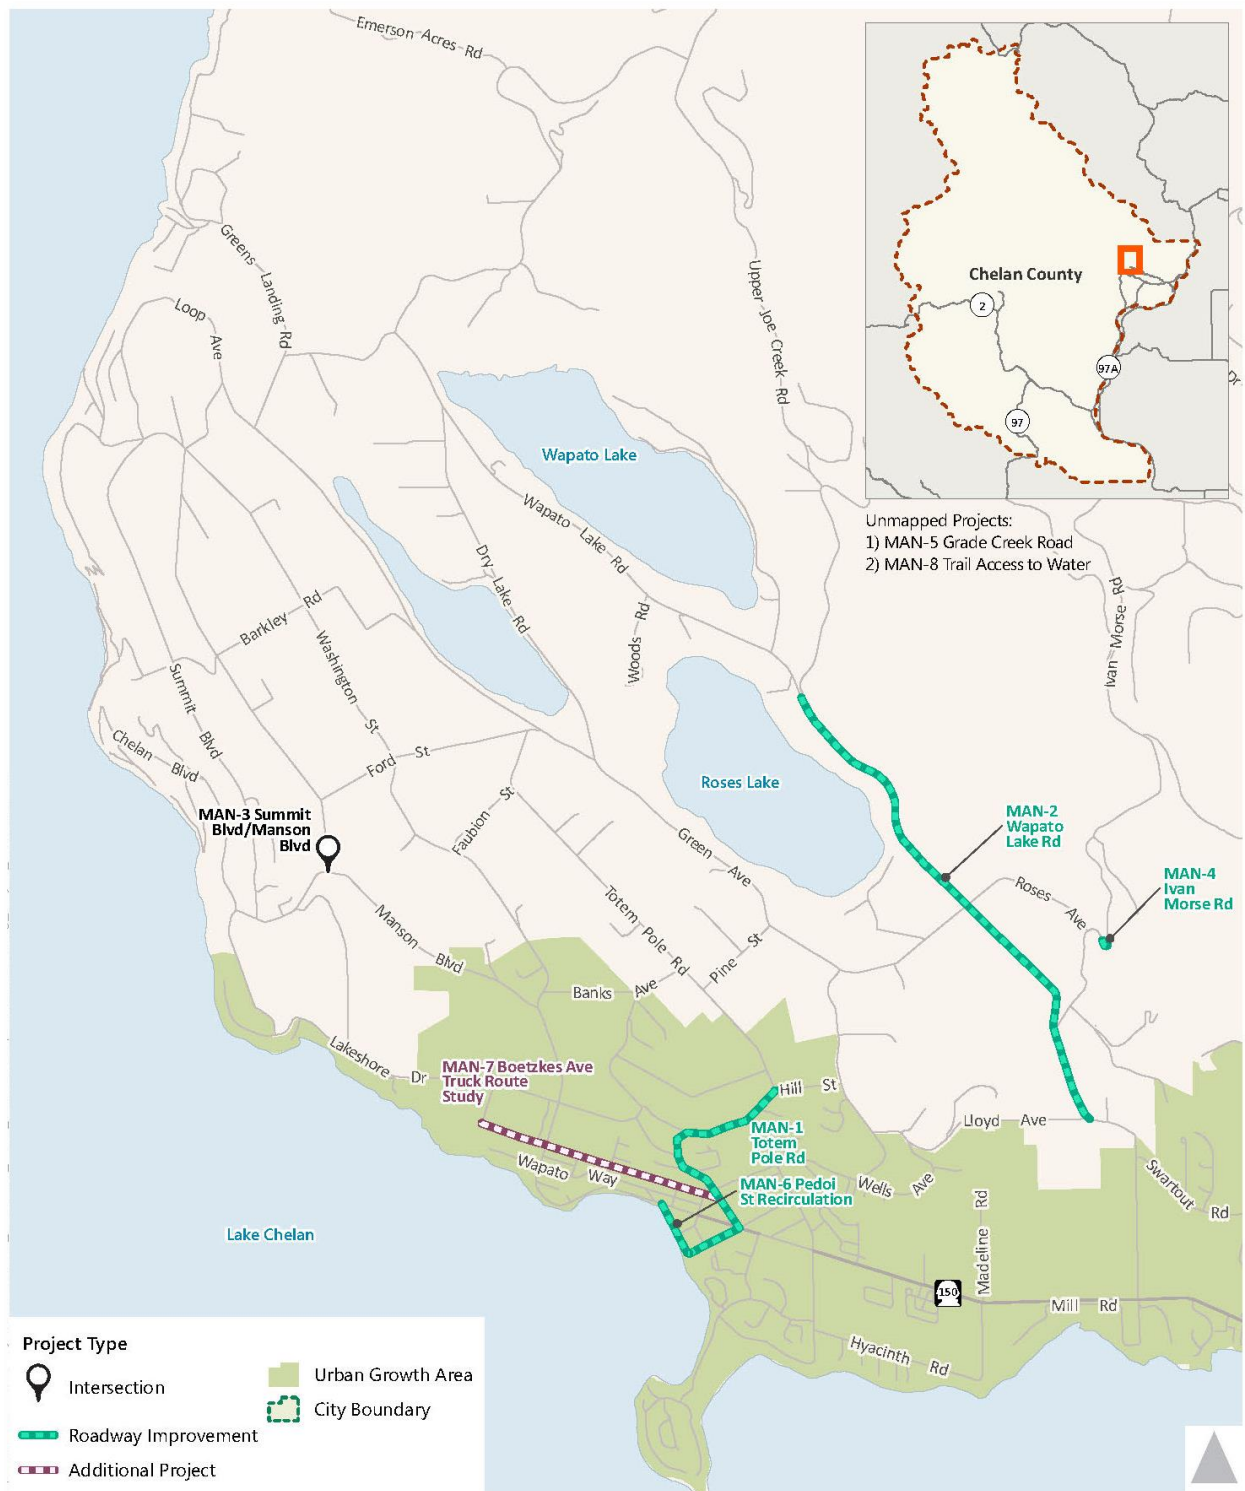 Emerson Acres Rd
Greens Landing Rd
Loop Ave
Upper Joe Creek Rd
Chelan County
2
97A
97
Dr
Wapato Lake
Unmapped Projects:
1) MAN-5 Grade Creek Road
2) MAN-8 Trail Access to Water
Wapato Lake Rd
Dry Lake Rd
Woods Rd
Ivan Morse Rd
Barkley Rd
Washington St
Summit Blvd
Chelan Blvd
Ford St
Roses Lake
MAN-3 Summit
Blvd/Manson
Blvd
Faubion St
Green Ave
MAN-2
Wapato
Lake Rd
MAN-4
Ivan
Morse Rd
Roses Ave
Totem Pole Rd
Manson Blvd
Pine St
Banks Ave
Lakeshore Dr
MAN-7 Boetzkes Ave
Truck Route
Study
Hill St
Lloyd Ave
MAN-1
Totem
Pole Rd
Wapato Way
MAN-6 Pedoi
St Recirculation
Wells Ave
Swartout Rd
Madeline Rd
Lake Chelan
150
Mill Rd
Hyacinth Rd
Project Type
Intersection
Roadway Improvement
Additional Project
Urban Growth Area
City Boundary